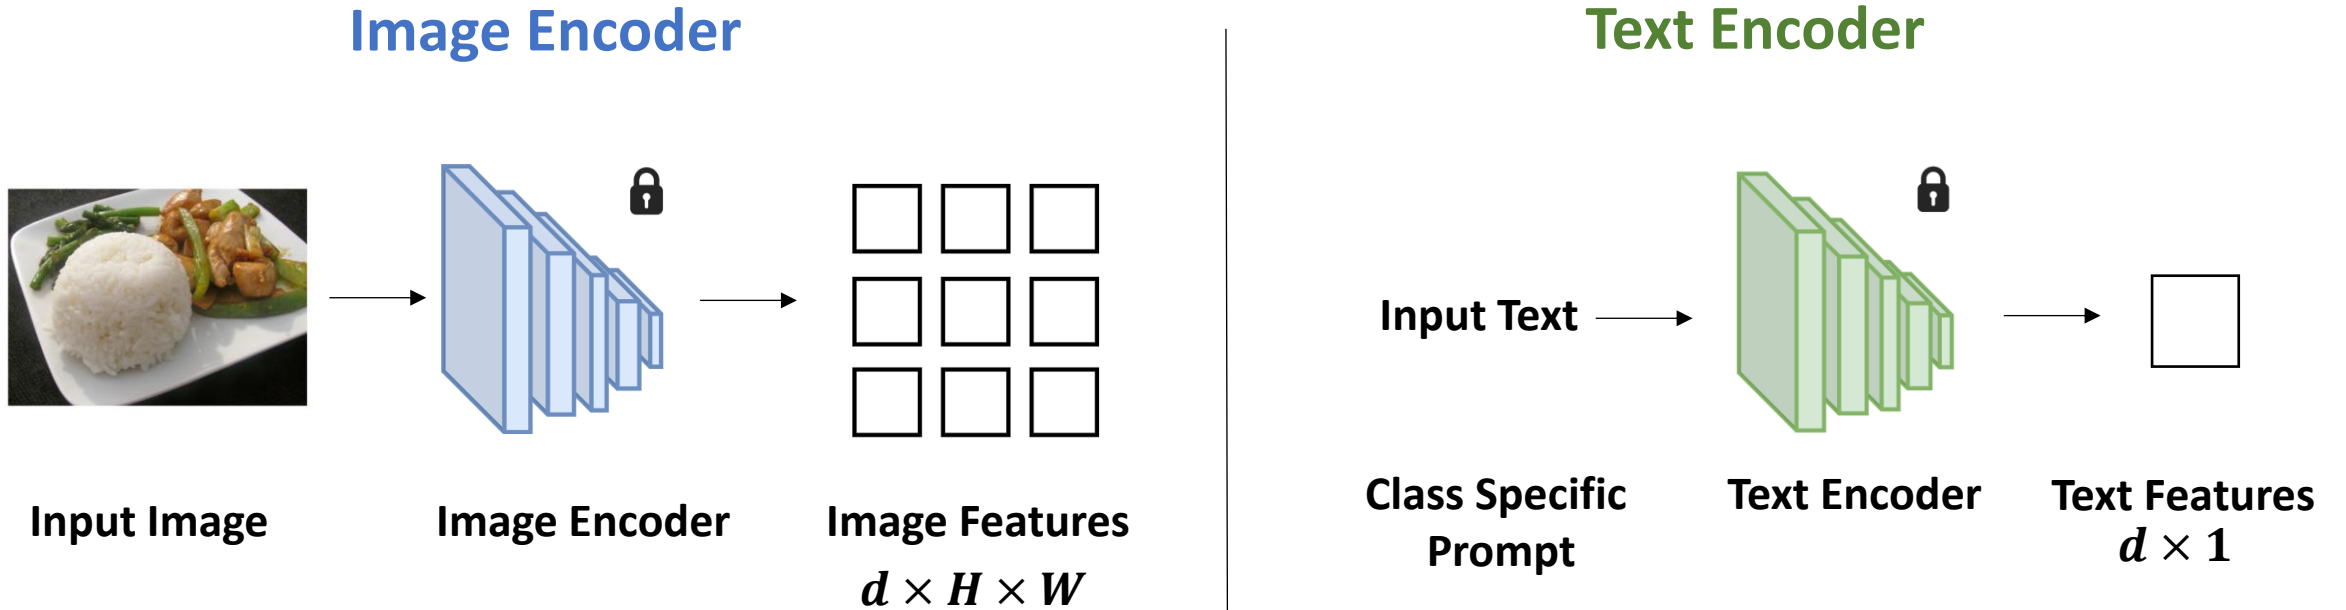 Image Encoder
Input Image
Image Encoder
Image Features
d × H × W
Text Encoder
Input Text
Class Specific
Prompt
Text Encoder
Text Features
d × 1